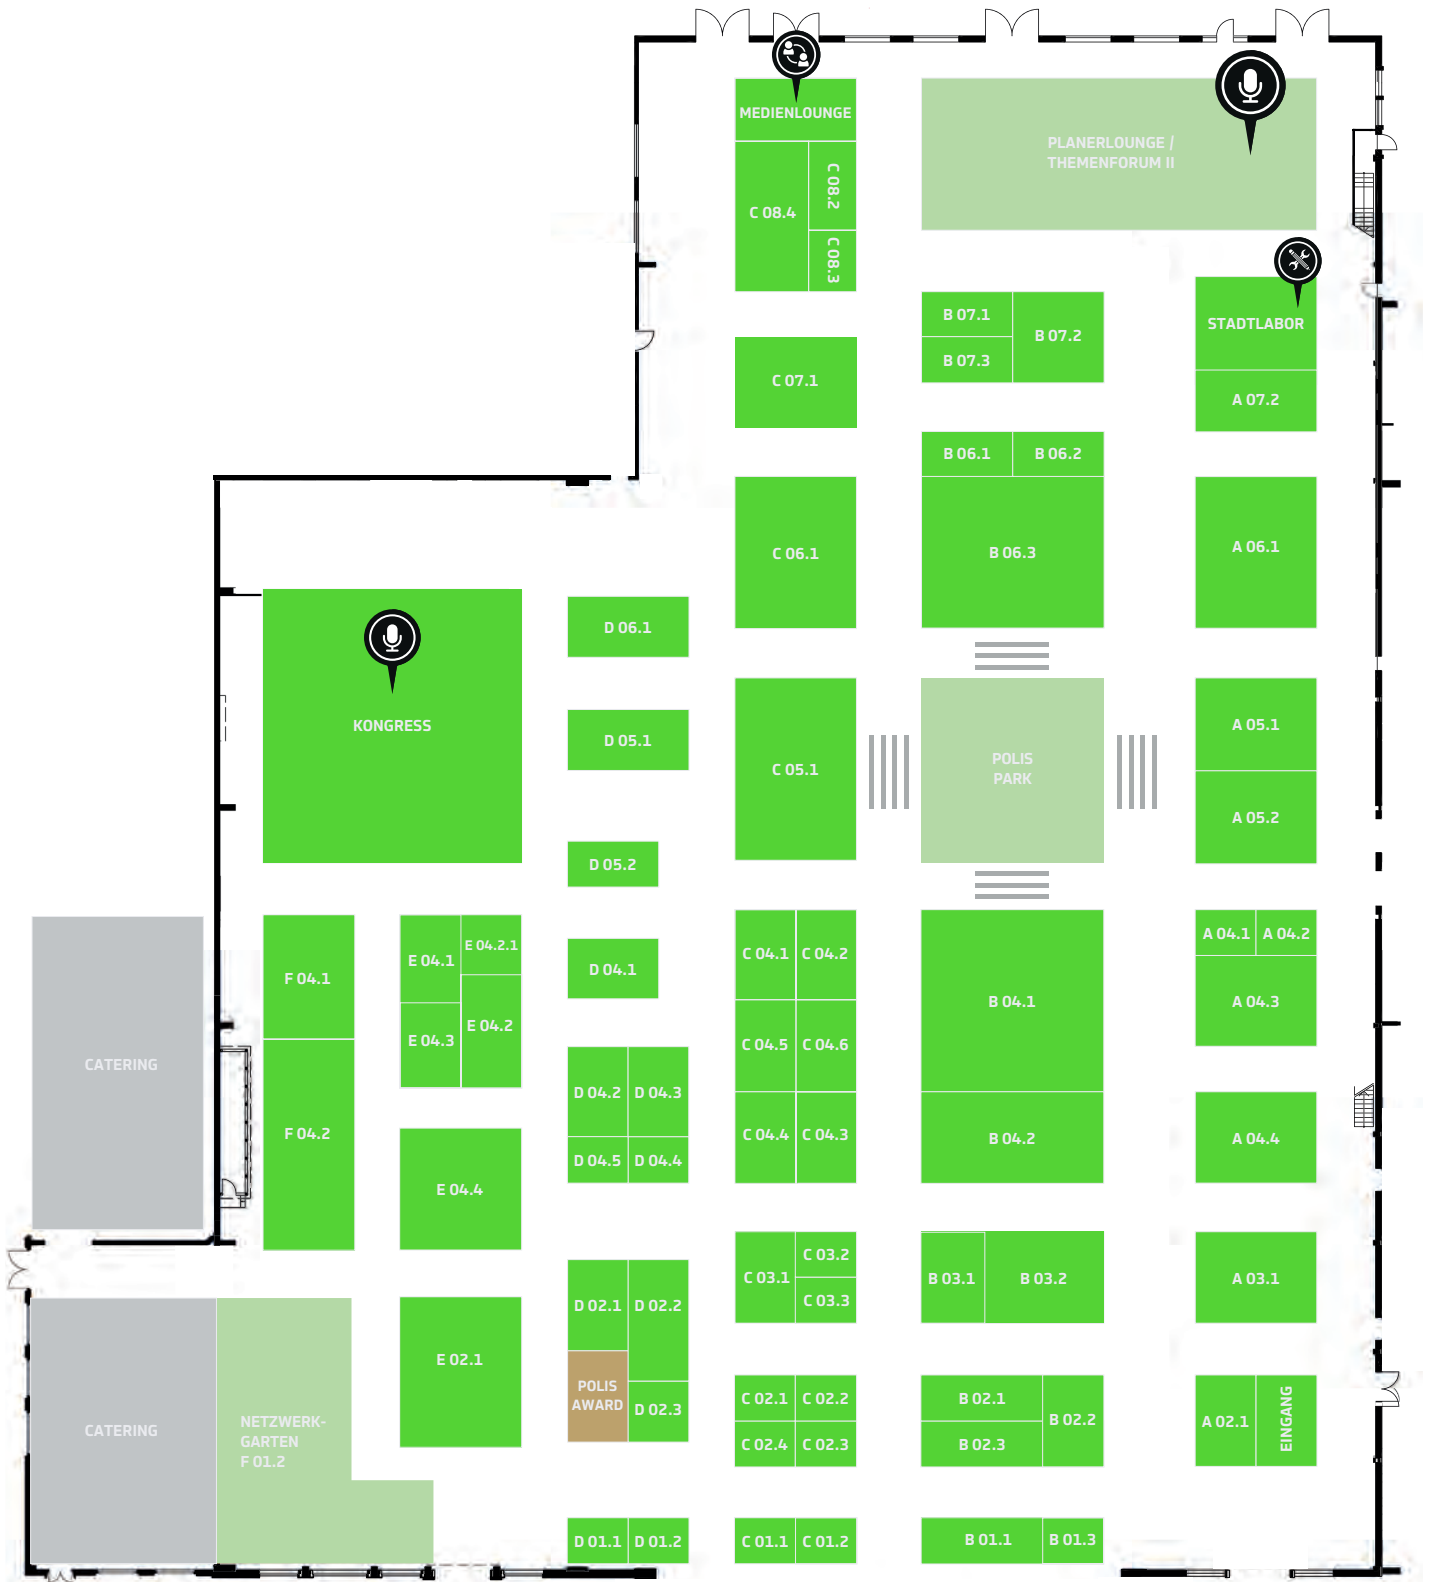 MEDIENLOUNGE
C 08.4
C 08.2
C 08.3
PLANERLOUNGE /
THEMENFORUM II
STADTLABOR
A 07.2
B 07.1
B 07.2
B 07.3
C 07.1
B 06.1
B 06.2
B 06.3
C 06.1
A 06.1
D 06.1
KONGRESS
D 05.1
C 05.1
POLIS
PARK
A 05.1
A 05.2
D 05.2
F 04.1
E 04.1
E 04.2.1
E 04.3
E 04.2
D 04.1
C 04.1
C 04.2
B 04.1
A 04.1
A 04.2
A 04.3
CATERING
C 04.5
C 04.6
D 04.2
D 04.3
F 04.2
C 04.4
C 04.3
B 04.2
A 04.4
D 04.5
D 04.4
E 04.4
C 03.1
C 03.2
C 03.3
B 03.1
B 03.2
A 03.1
D 02.1
D 02.2
E 02.1
POLIS
AWARD
D 02.3
C 02.1
C 02.2
C 02.4
C 02.3
B 02.1
B 02.2
B 02.3
A 02.1
EINGANG
CATERING
NETZWERK-
GARTEN
F 01.2
D 01.1
D 01.2
C 01.1
C 01.2
B 01.1
B 01.3